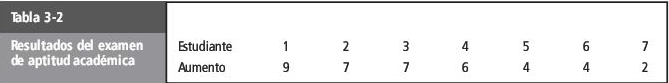 Tabla 3-2
Resultados del examen
de aptitud académica
Estudiante 1 2 3 4 5 6 7
Aumento 9 7 7 6 4 4 2